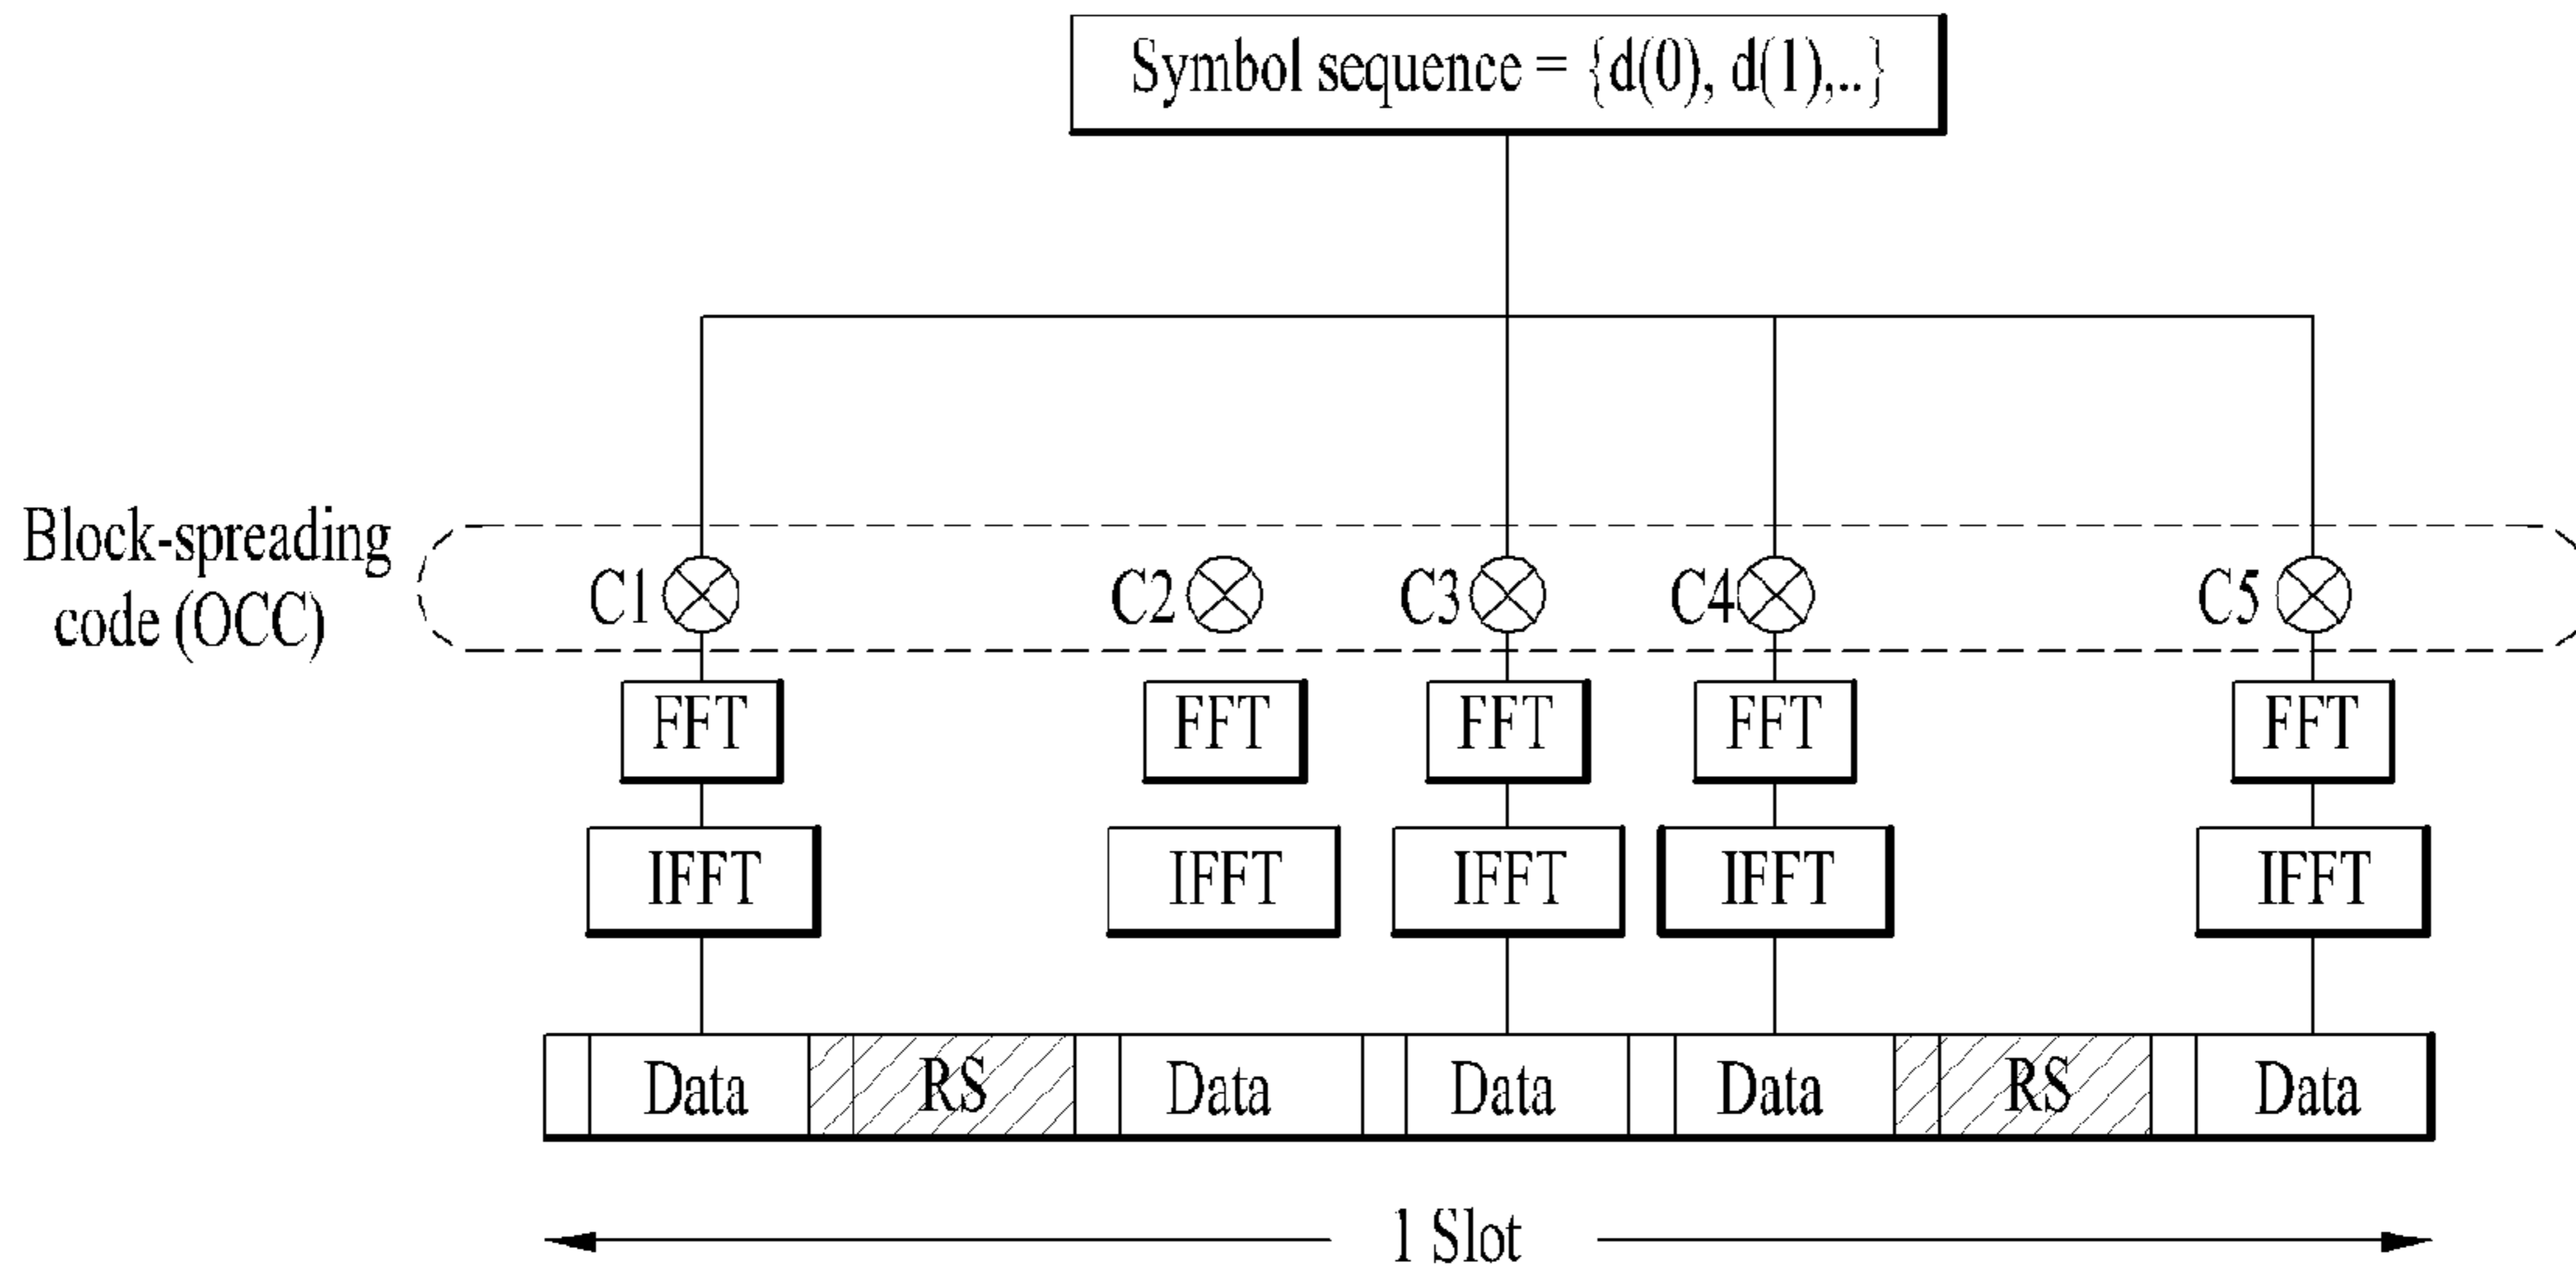 Symbol sequence = {d(0), d(1),..}
Block-spreading
code (OCC)
C1
C2
C3
C4
C5
FFT
FFT
FFT
FFT
FFT
IFFT
IFFT
IFFT
IFFT
IFFT
Data
RS
Data
Data
Data
RS
Data
1 Slot